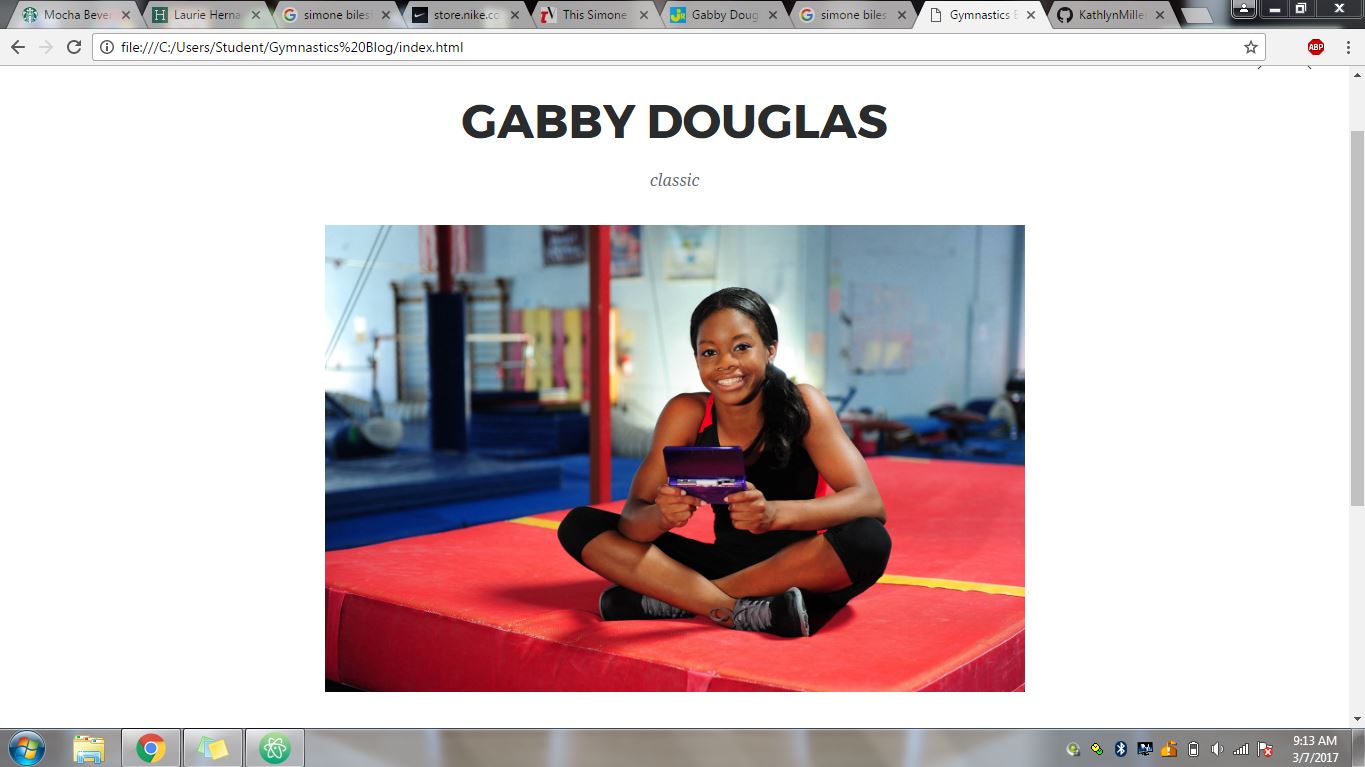 Mocha Beve
Laurie Herna
simone biles
store.nike.co
This Simone
Gabby Doug
simone biles
Gymnastics
KathlynMille
file:///C:/Users/Student/Gymnastics%20Blog/index.html
ABP
GABBY DOUGLAS
classic
9:13 AM
3/7/2017